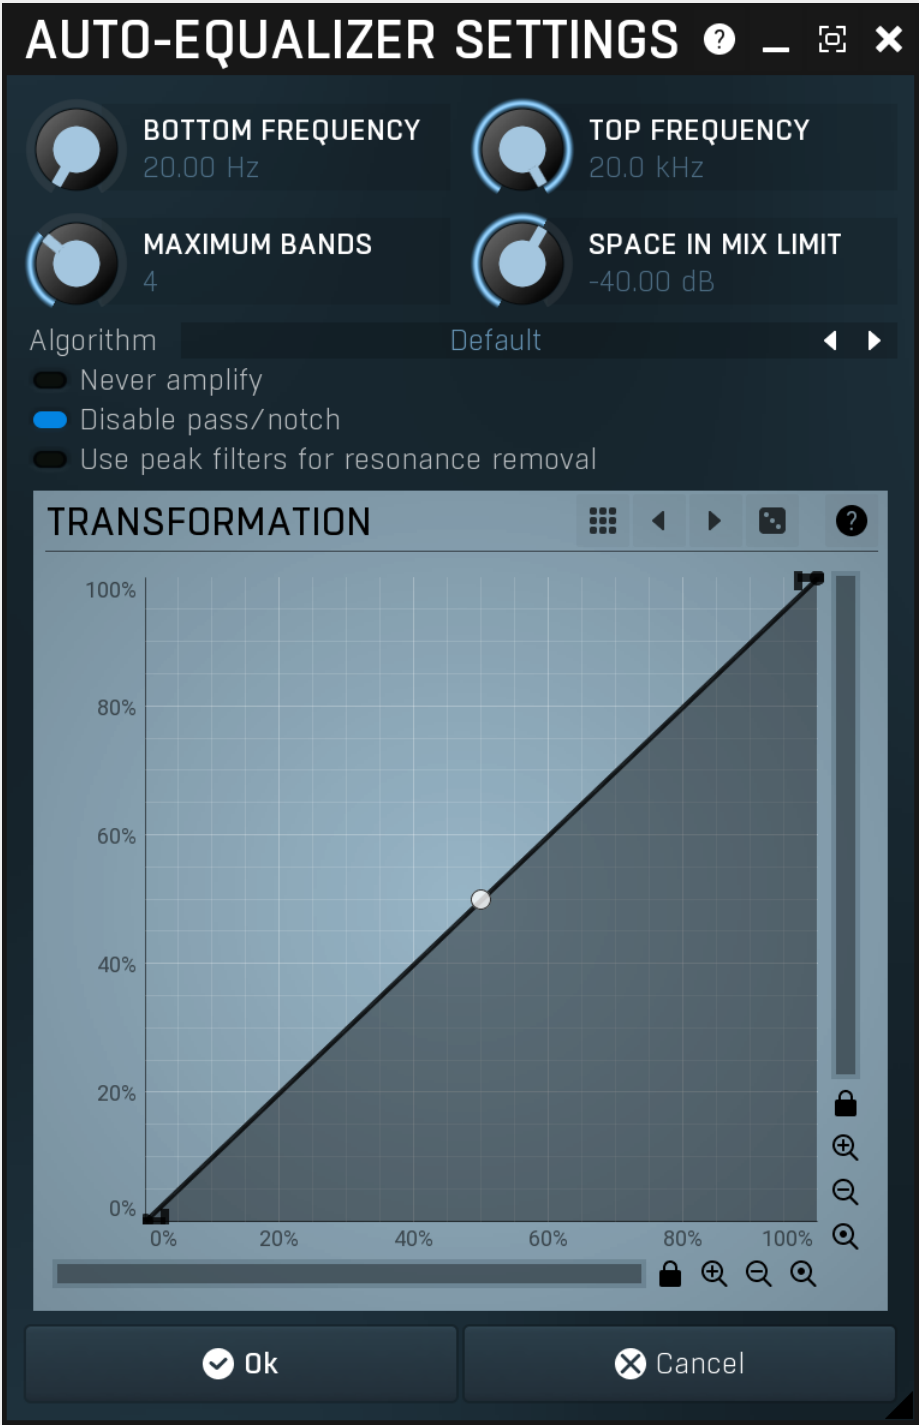 AUTO-EQUALIZER SETTINGS ?
BOTTOM FREQUENCY
20.00 Hz
TOP FREQUENCY
20.0 kHz
MAXIMUM BANDS
4
SPACE IN MIX LIMIT
-40.00 dB
Algorithm Default
Never amplify
Disable pass/notch
Use peak filters for resonance removal
TRANSFORMATION ?
100%
80%
60%
40%
20%
0%
0% 20% 40% 60% 80% 100%
Ok Cancel